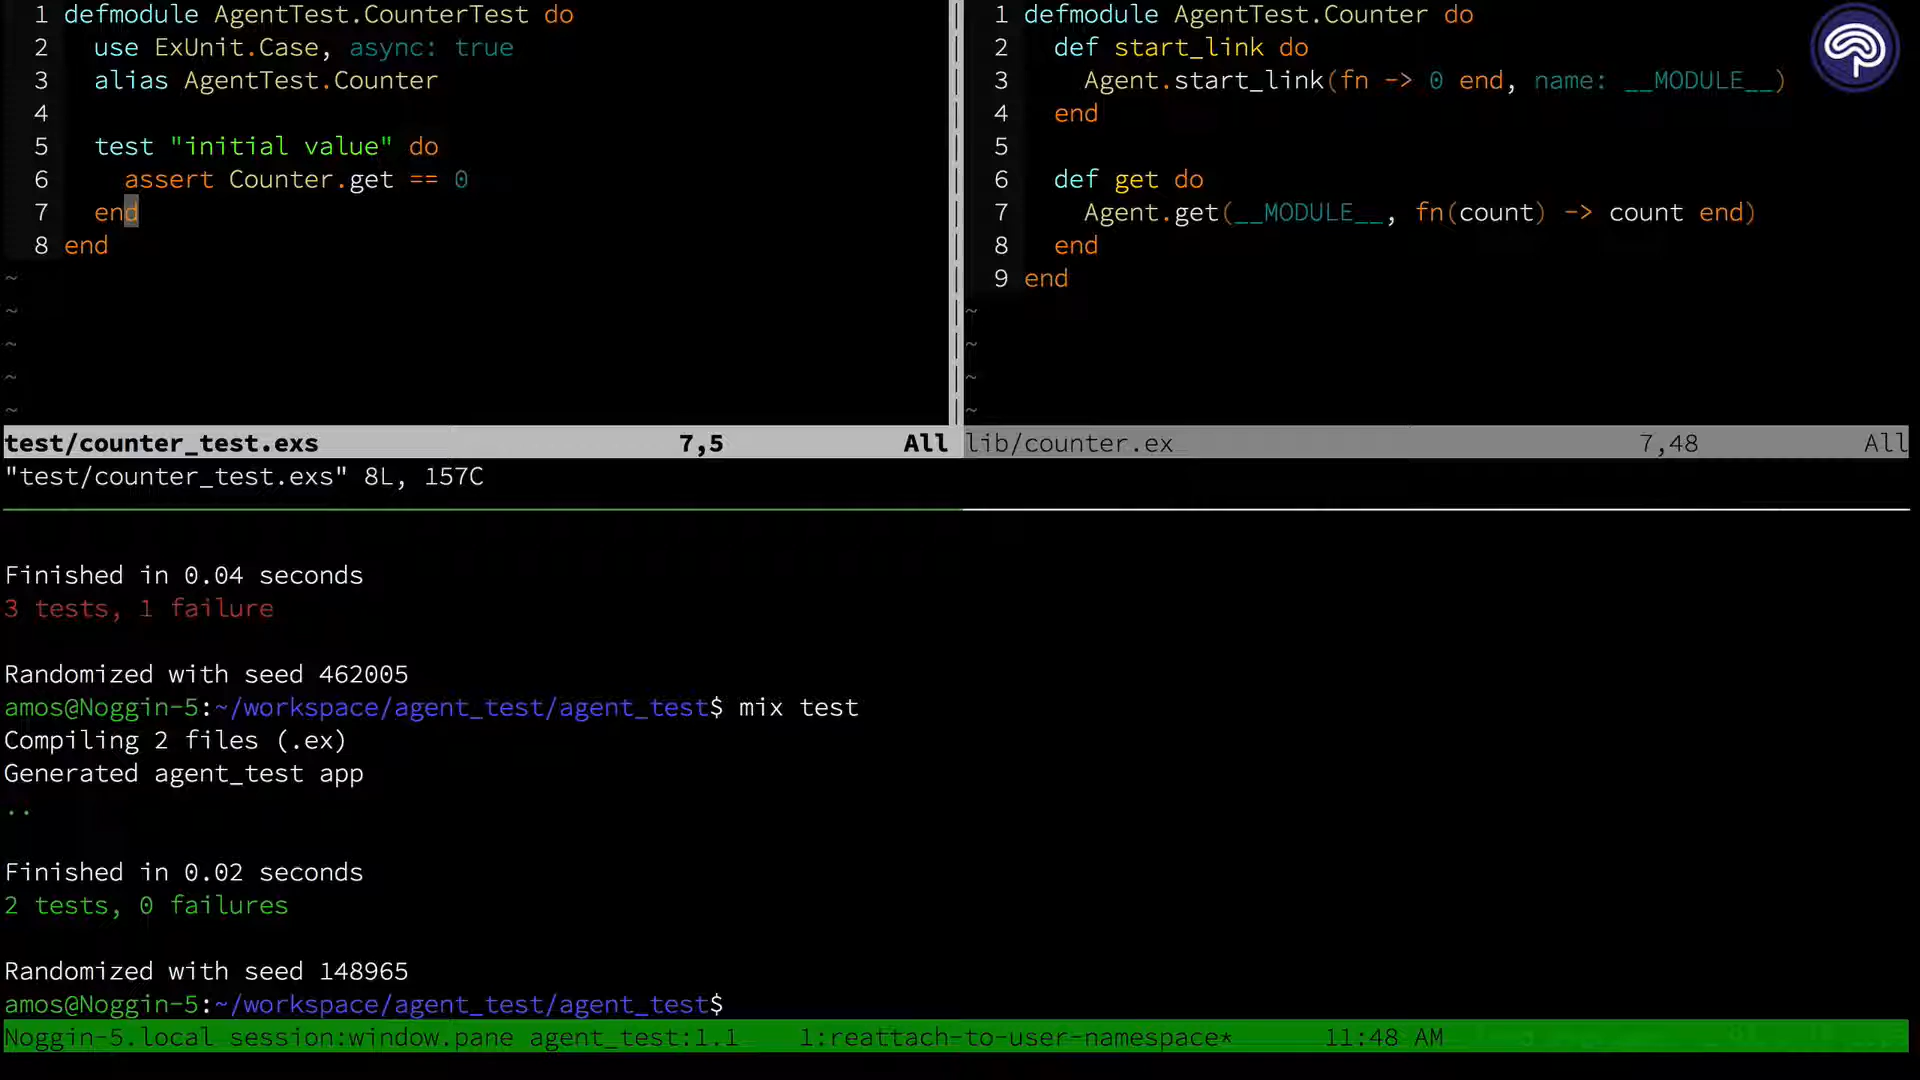 1 defmodule AgentTest.CounterTest do
2   use ExUnit.Case, async: true
3   alias AgentTest.Counter
4
5   test "initial value" do
6     assert Counter.get == 0
7   end
8 end
~
~
~
~
~
test/counter_test.exs 7,5 All
"test/counter_test.exs" 8L, 157C
1 defmodule AgentTest.Counter do
2   def start_link do
3     Agent.start_link(fn -> 0 end, name: __MODULE__)
4   end
5
6   def get do
7     Agent.get(__MODULE__, fn(count) -> count end)
8   end
9 end
~
~
~
~
lib/counter.ex 7,48 All
Finished in 0.04 seconds
3 tests, 1 failure
Randomized with seed 462005
amos@Noggin-5:~/workspace/agent_test/agent_test$ mix test
Compiling 2 files (.ex)
Generated agent_test app
..
Finished in 0.02 seconds
2 tests, 0 failures
Randomized with seed 148965
amos@Noggin-5:~/workspace/agent_test/agent_test$
Noggin-5.local session:window.pane agent_test:1.1 1:reattach-to-user-namespace* 11:48 AM